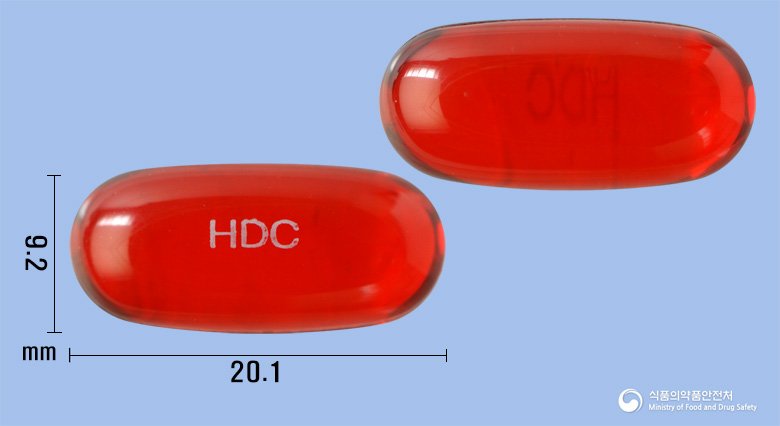 HDC
HDC
9.2
mm
20.1
식품의약품안전처
Ministry of Food and Drug Safety